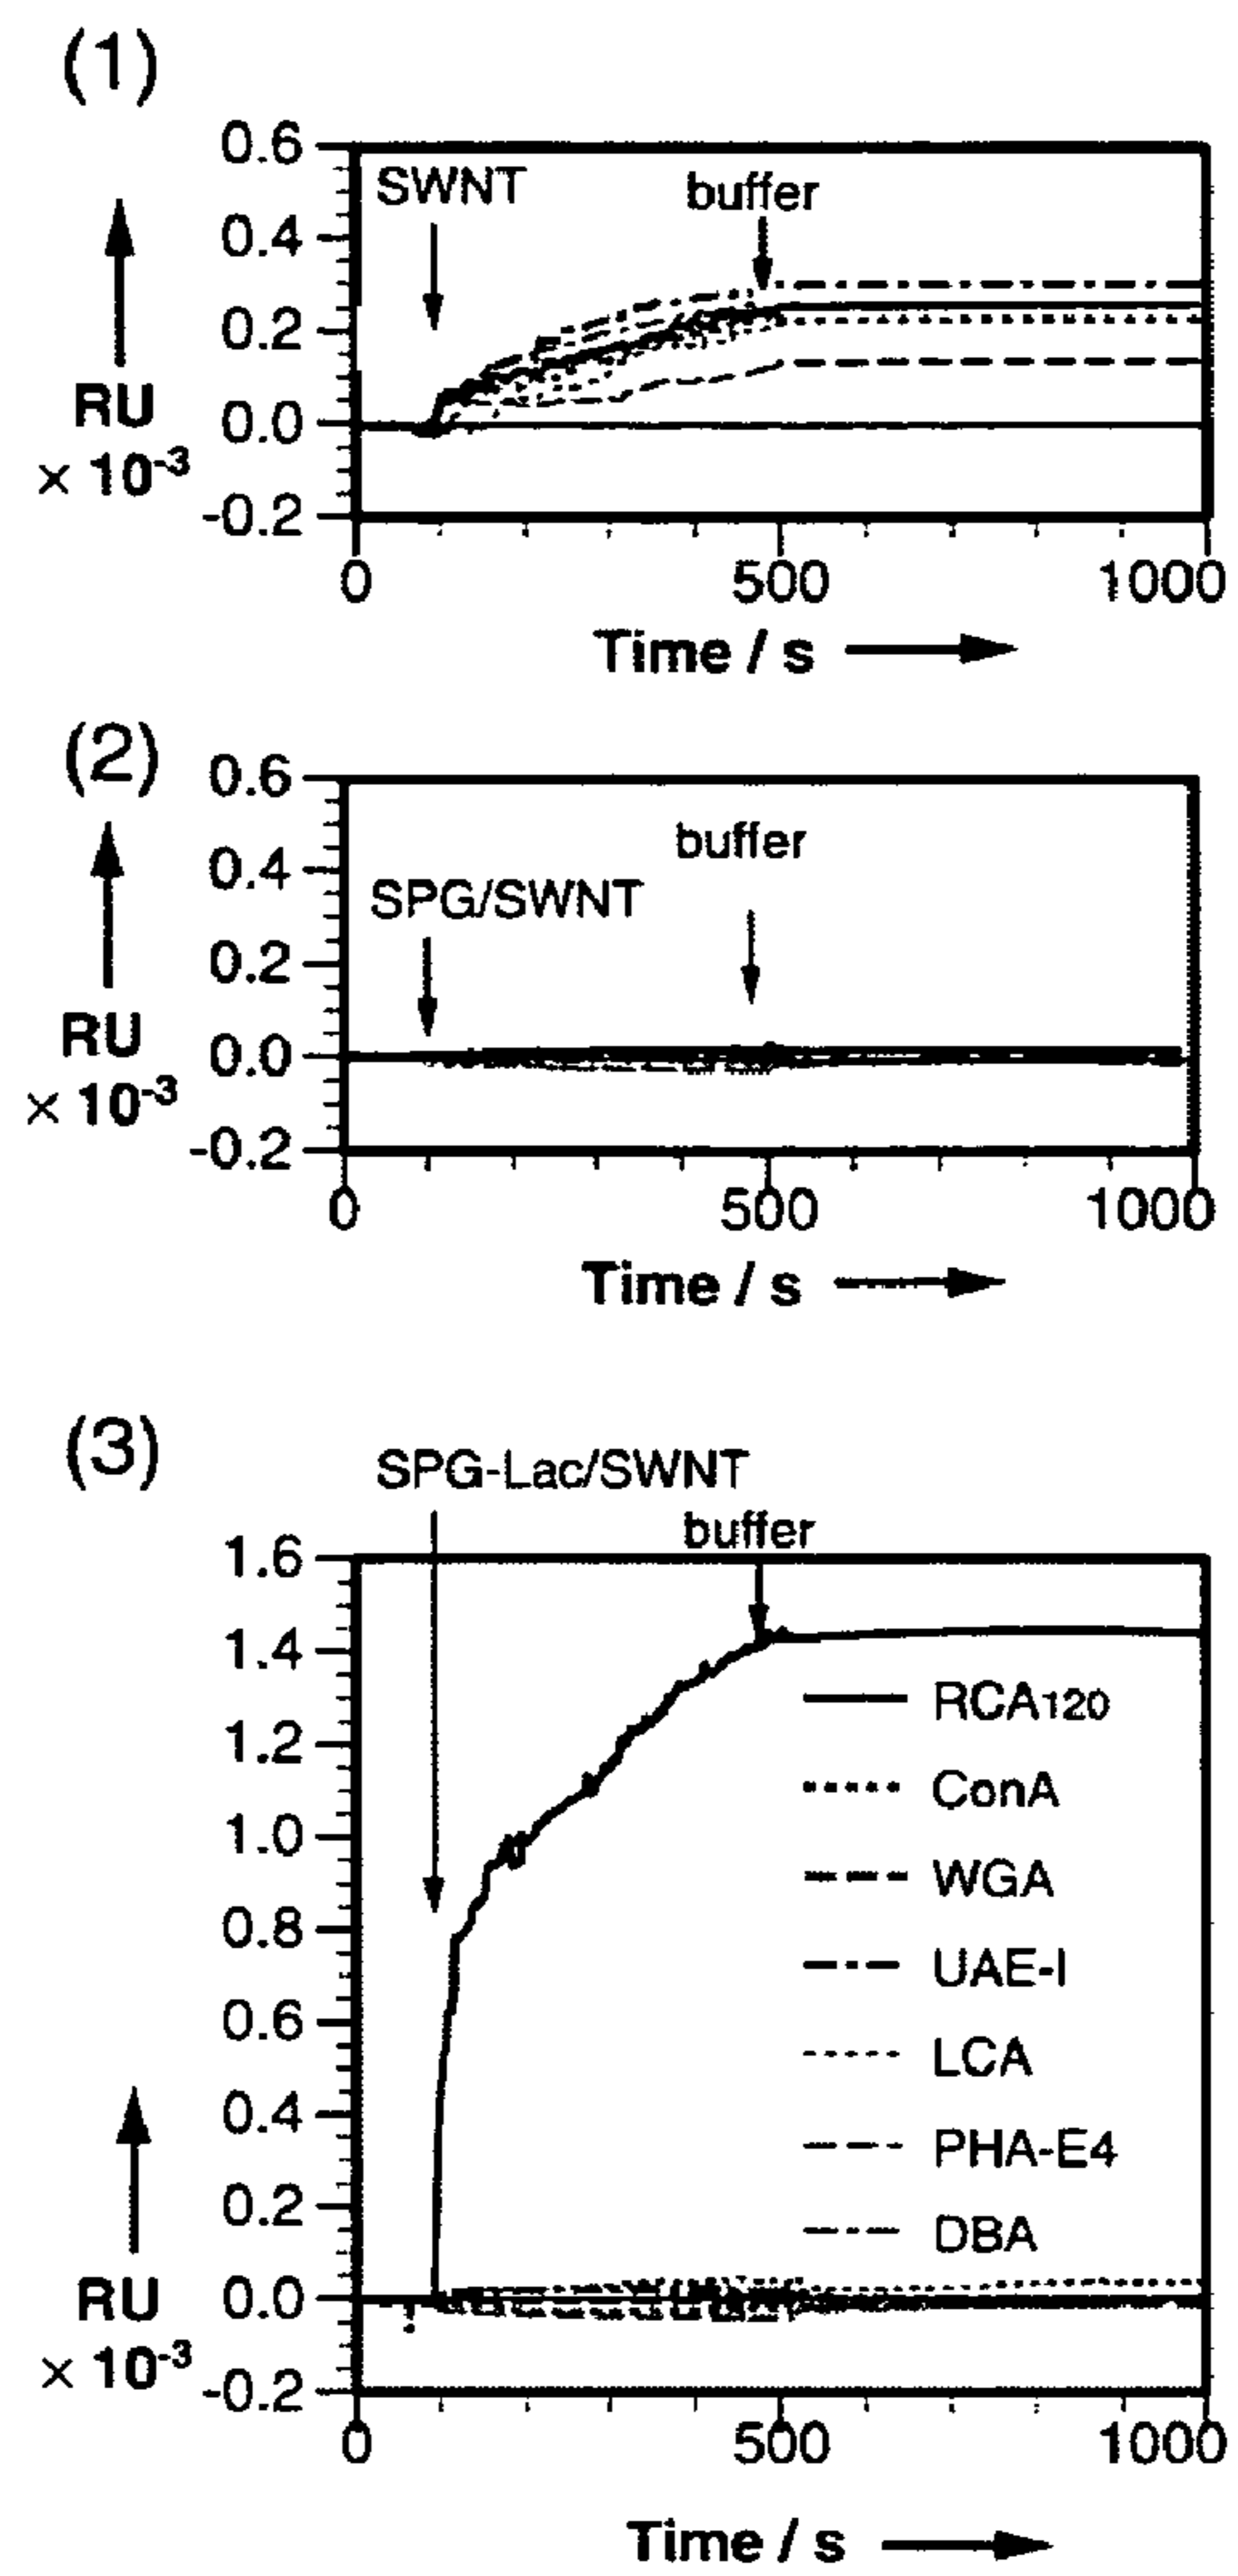 (1)
0.6
SWNT
buffer
0.4
0.2
RU
0.0
× 10-3
-0.2
0
500
1000
Time / s
(2)
0.6
buffer
0.4
SPG/SWNT
0.2
RU
0.0
× 10-3
-0.2
0
500
1000
Time / s
(3)
SPG-Lac/SWNT
buffer
1.6
1.4
RCA120
1.2
ConA
1.0
WGA
0.8
UAE-I
0.6
LCA
0.4
PHA-E4
0.2
DBA
RU
0.0
× 10-3
-0.2
0
500
1000
Time / s